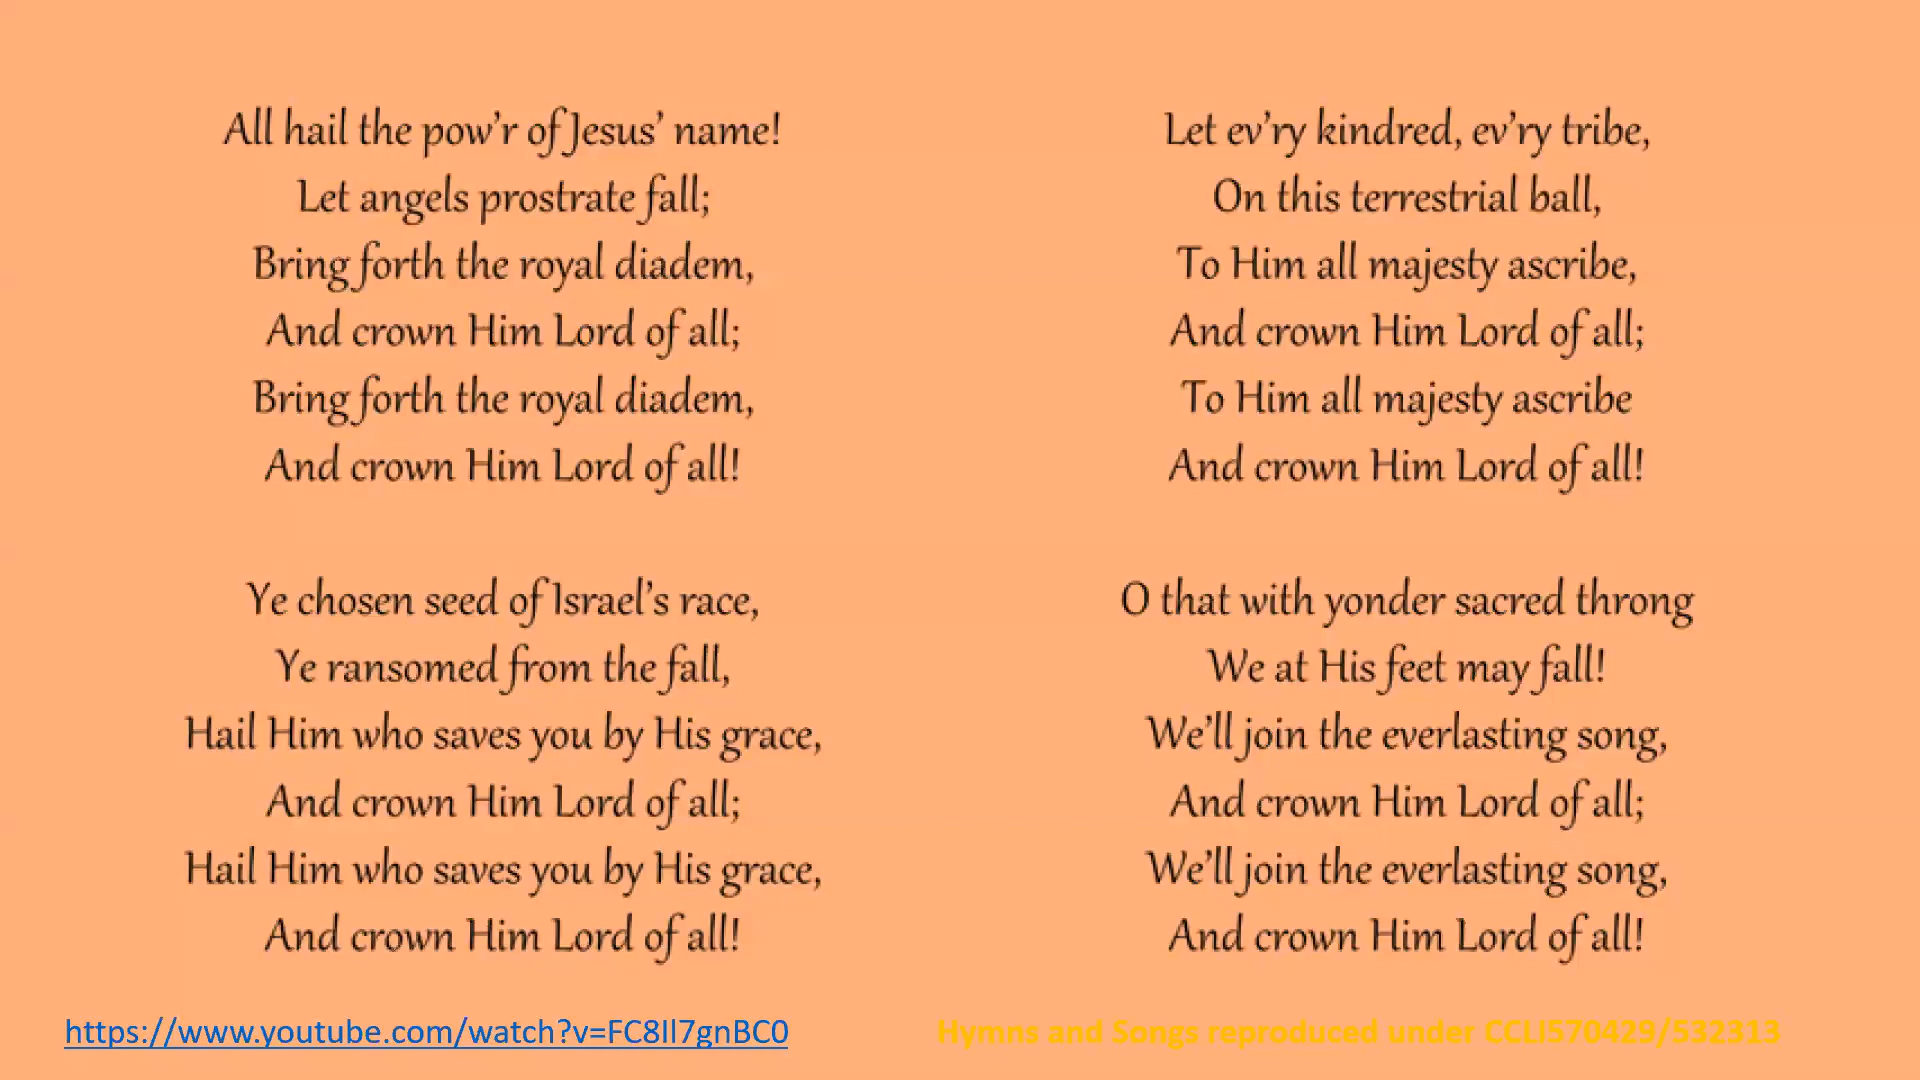 All hail the pow’r of Jesus’ name!
Let angels prostrate fall;
Bring forth the royal diadem,
And crown Him Lord of all;
Bring forth the royal diadem,
And crown Him Lord of all!
Ye chosen seed of Israel’s race,
Ye ransomed from the fall,
Hail Him who saves you by His grace,
And crown Him Lord of all;
Hail Him who saves you by His grace,
And crown Him Lord of all!
Let ev’ry kindred, ev’ry tribe,
On this terrestrial ball,
To Him all majesty ascribe,
And crown Him Lord of all;
To Him all majesty ascribe
And crown Him Lord of all!
O that with yonder sacred throng
We at His feet may fall!
We’ll join the everlasting song,
And crown Him Lord of all;
We’ll join the everlasting song,
And crown Him Lord of all!
https://www.youtube.com/watch?v=FC8Il7gnBC0
Hymns and Songs reproduced under CCLI570429/532313